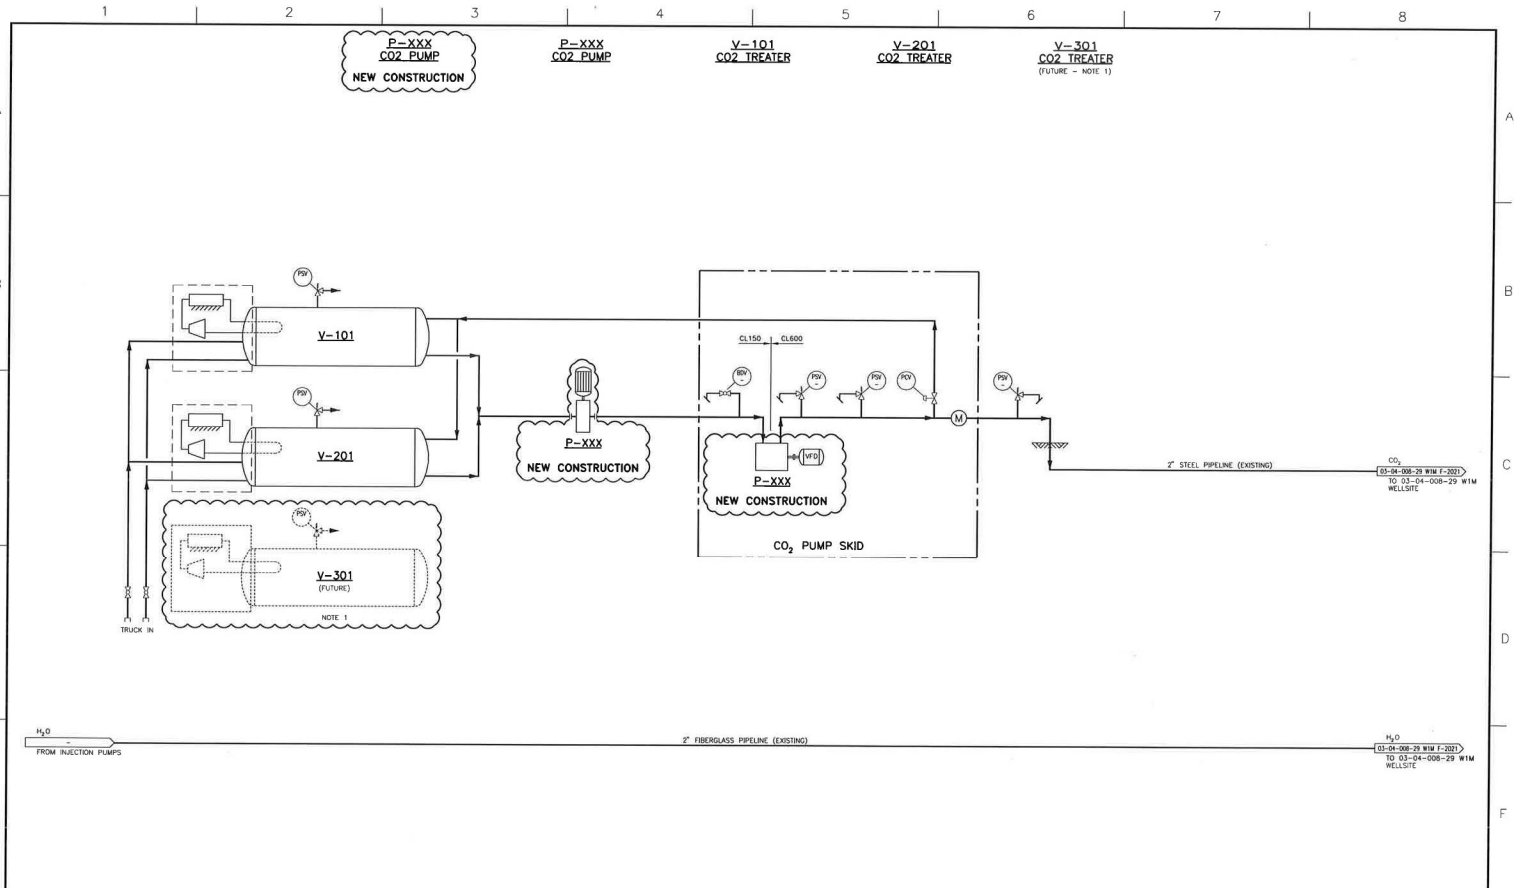 1 2 3 4 5 6 7 8
P-XXX
CO2 PUMP
NEW CONSTRUCTION
P-XXX
CO2 PUMP
V-101
CO2 TREATER
V-201
CO2 TREATER
V-301
CO2 TREATER
(FUTURE - NOTE 1)
A
B
PSV
V-101
CL150
CL600
BDV
-
PSV
-
PSV
-
PCV
PSV
-
M
PSV
V-201
P-XXX
NEW CONSTRUCTION
VFD
P-XXX
NEW CONSTRUCTION
CO₂ PUMP SKID
C
2" STEEL PIPELINE (EXISTING)
CO₂
03-04-008-29 W1M F-2021
TO 03-04-008-29 W1M
WELLSITE
PSV
V-301
(FUTURE)
NOTE 1
TRUCK IN
D
H₂O
-
FROM INJECTION PUMPS
2" FIBERGLASS PIPELINE (EXISTING)
H₂O
03-04-008-29 W1M F-2021
TO 03-04-008-29 W1M
WELLSITE
F